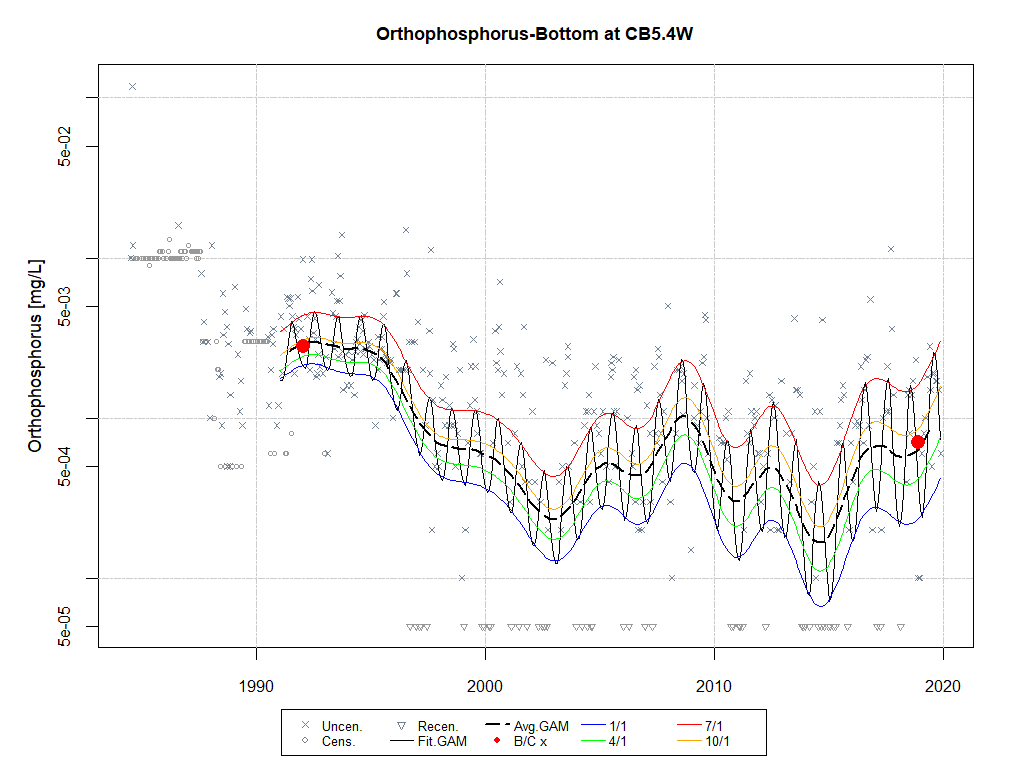 Orthophosphorus-Bottom at CB5.4W
Orthophosphorus [mg/L]
5e-02
5e-03
5e-04
5e-05
1990 2000 2010 2020
Uncen. Recen. Avg.GAM 1/1 7/1
Cens. Fit.GAM B/C x 4/1 10/1